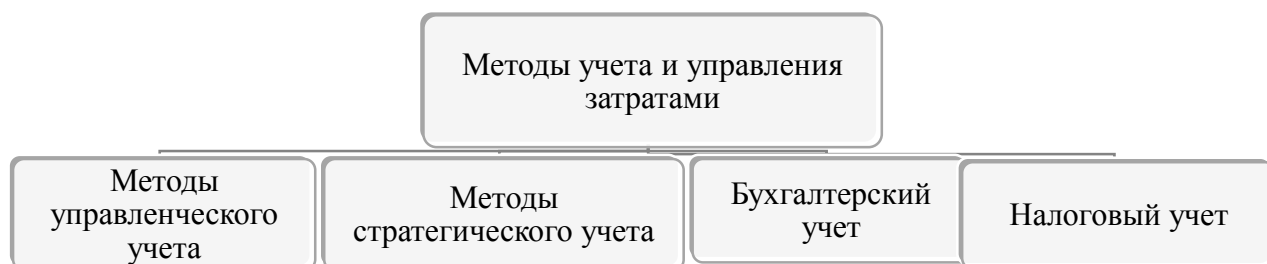 Методы учета и управления
затратами
Методы
управленческого
учета
Методы
стратегического учета
Бухгалтерский
учет
Налоговый учет